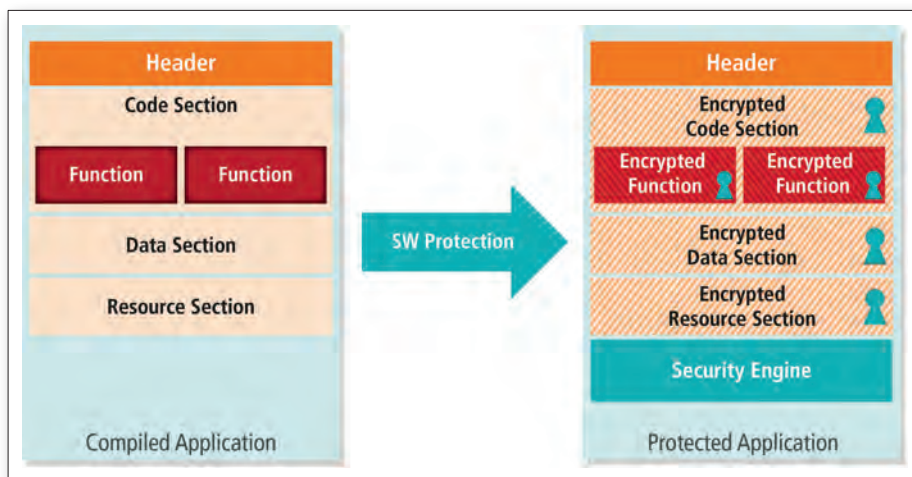 Header
Code Section
Function
Function
Data Section
Resource Section
Compiled Application
SW Protection
Header
Encrypted
Code Section
Encrypted
Function
Encrypted
Function
Encrypted
Data Section
Encrypted
Resource Section
Security Engine
Protected Application